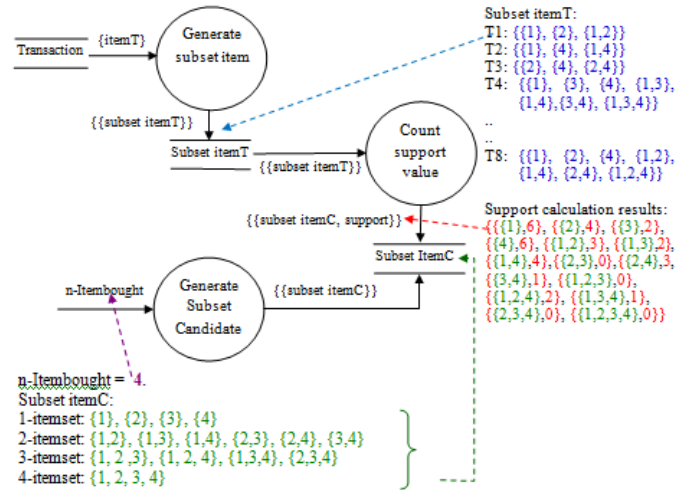 Transaction
{itemT}
Generate
subset item
{{subset itemT}}
Subset itemT
{{subset itemT}}
Count
support
value
{{subset itemC, support}}
Subset ItemC
n-Itembought
Generate
Subset
Candidate
{{subset itemC}}
Subset itemT:
T1: {{1}, {2}, {1,2}}
T2: {{1}, {4}, {1,4}}
T3: {{2}, {4}, {2,4}}
T4: {{1}, {3}, {4}, {1,3},
{1,4},{3,4}, {1,3,4}}
..
..
T8: {{1}, {2}, {4}, {1,2},
{1,4}, {2,4}, {1,2,4}}
Support calculation results:
{{{1},6}, {{2},4}, {{3},2},
{{4},6}, {{1,2},3}, {{1,3},2},
{{1,4},4},{{2,3},0},{{2,4},3,
{{3,4},1}, {{1,2,3},0},
{{1,2,4},2}, {{1,3,4},1},
{{2,3,4},0}, {{1,2,3,4},0}}
n-Itembought = 4.
Subset itemC:
1-itemset: {1}, {2}, {3}, {4}
2-itemset: {1,2}, {1,3}, {1,4}, {2,3}, {2,4}, {3,4}
3-itemset: {1, 2 ,3}, {1, 2, 4}, {1,3,4}, {2,3,4}
4-itemset: {1, 2, 3, 4}